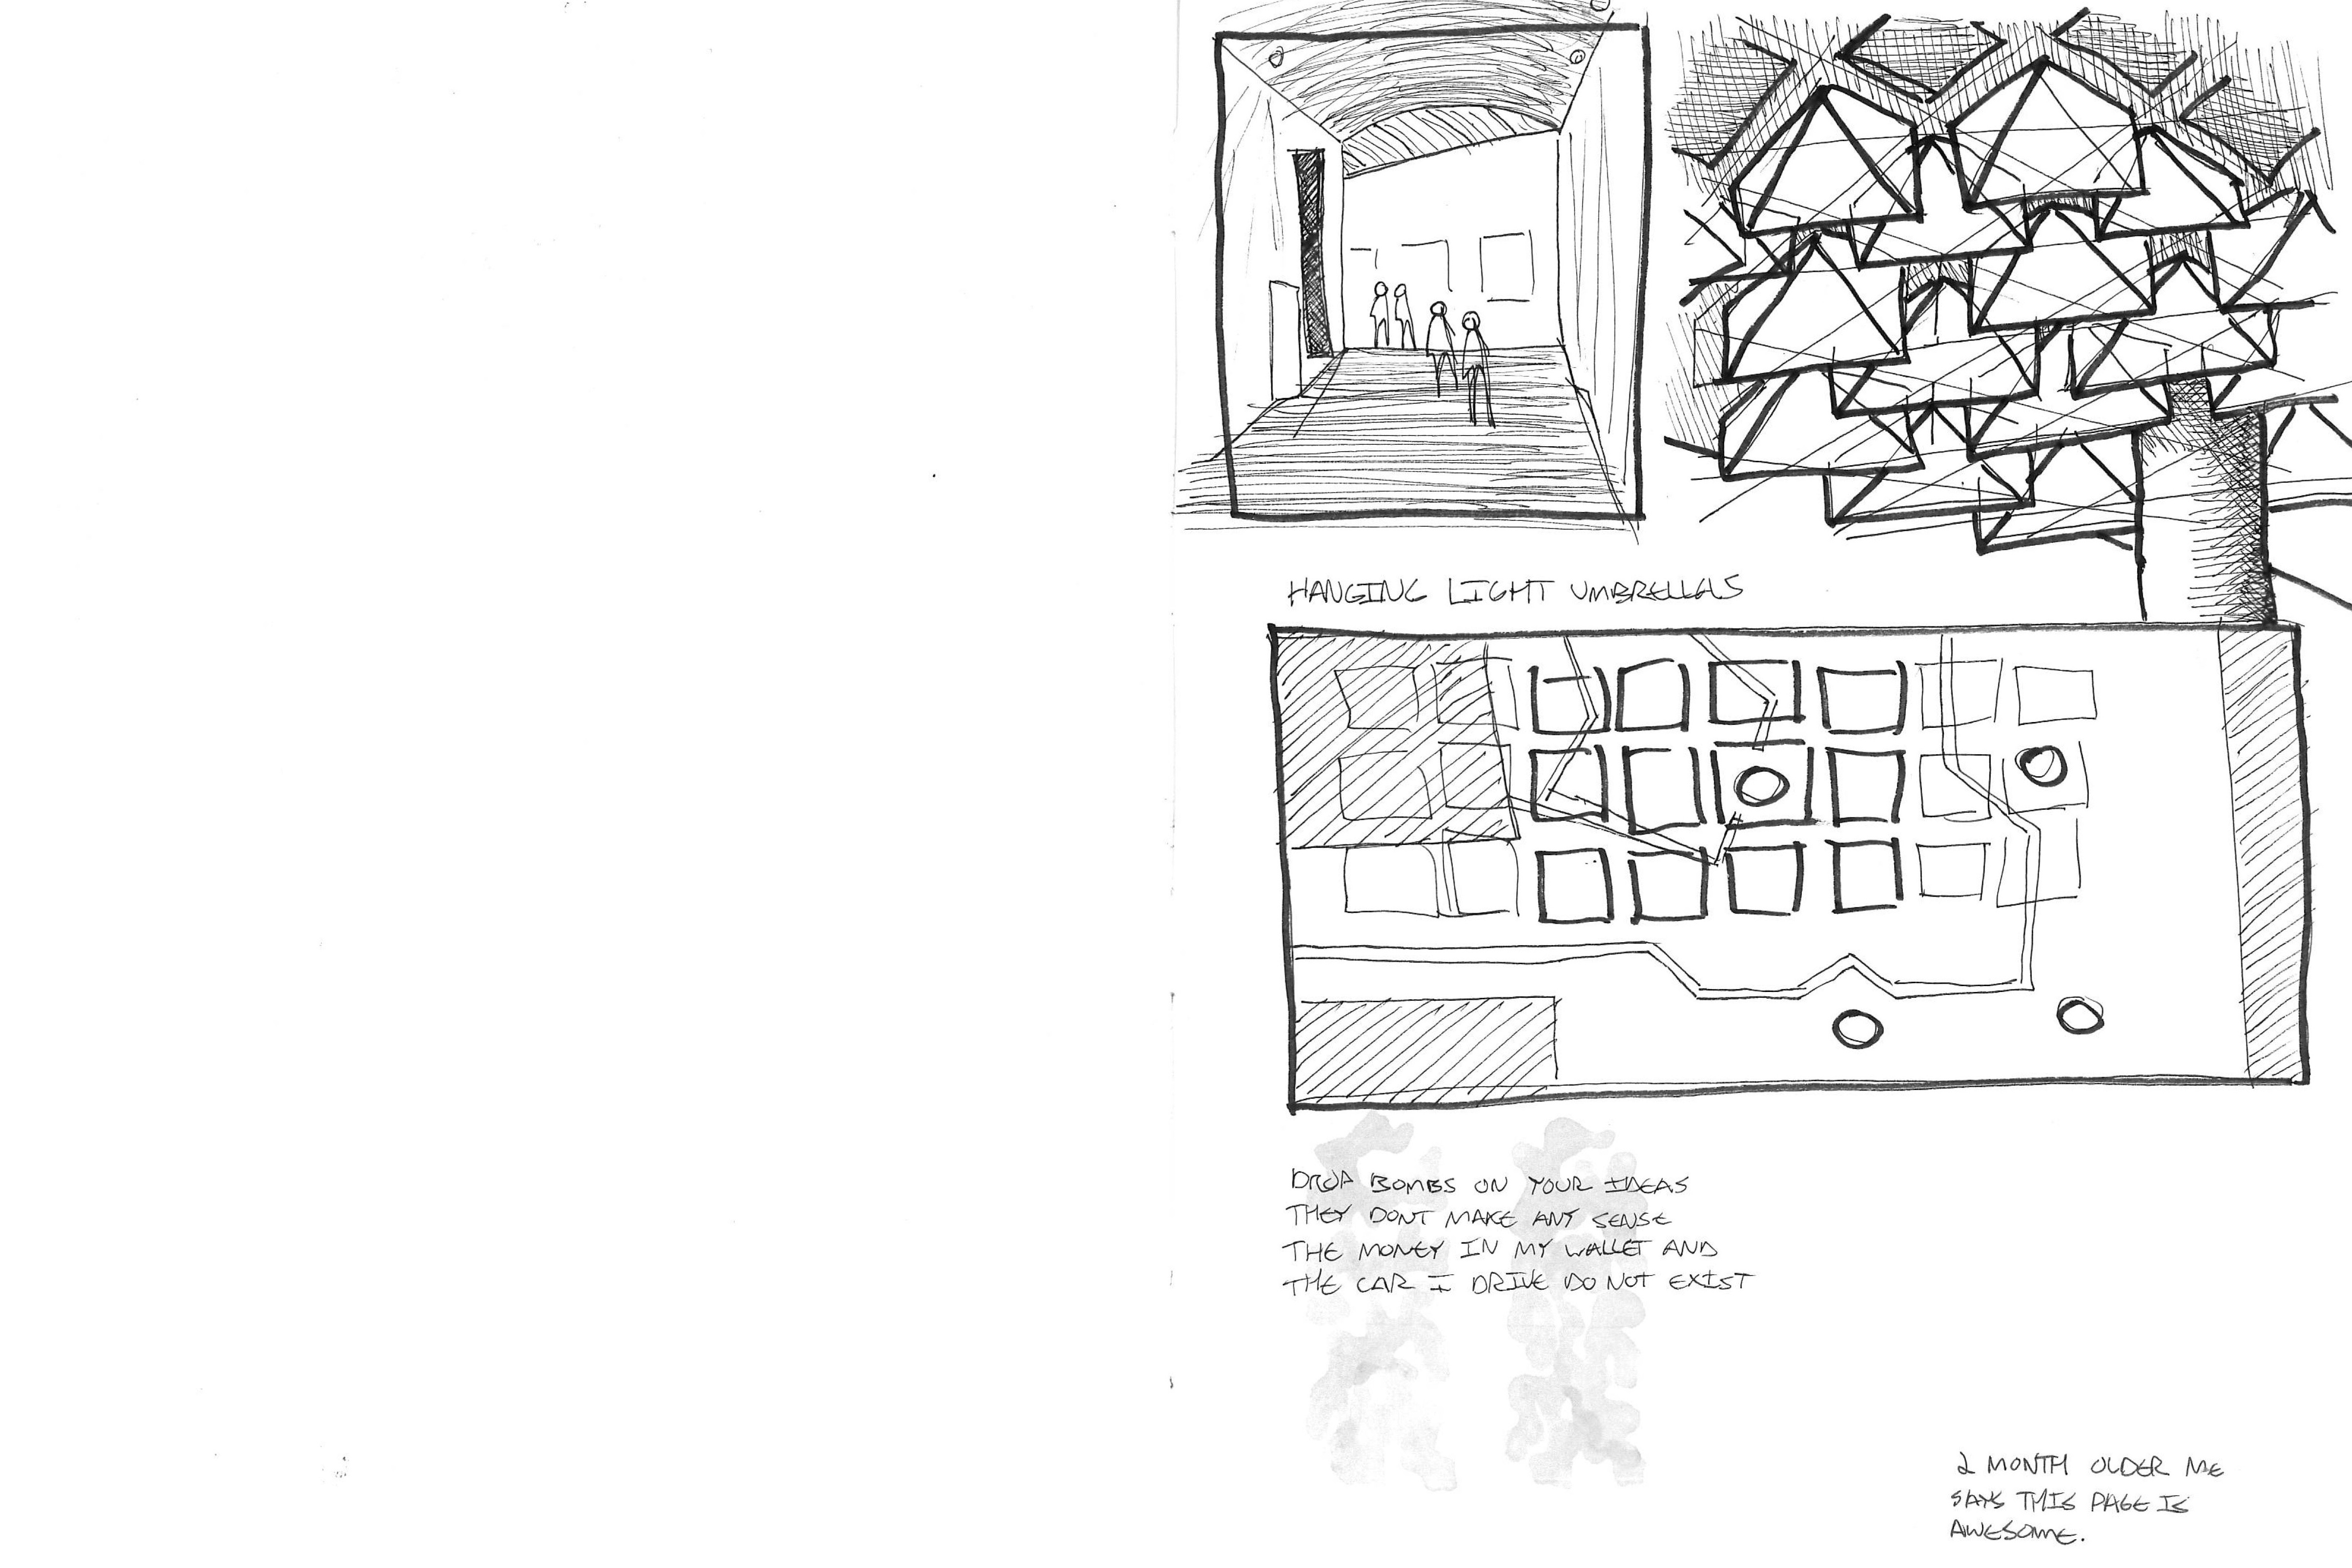 HANGING LIGHT UMBRELLELS
DROP BOMBS ON YOUR IDEAS
THEY DONT MAKE ANY SENSE
THE MONEY IN MY WALLET AND
THE CAR I DRIVE DO NOT EXIST
2 MONTH OLDER ME
SAYS THIS PAGE IS
AWESOME.